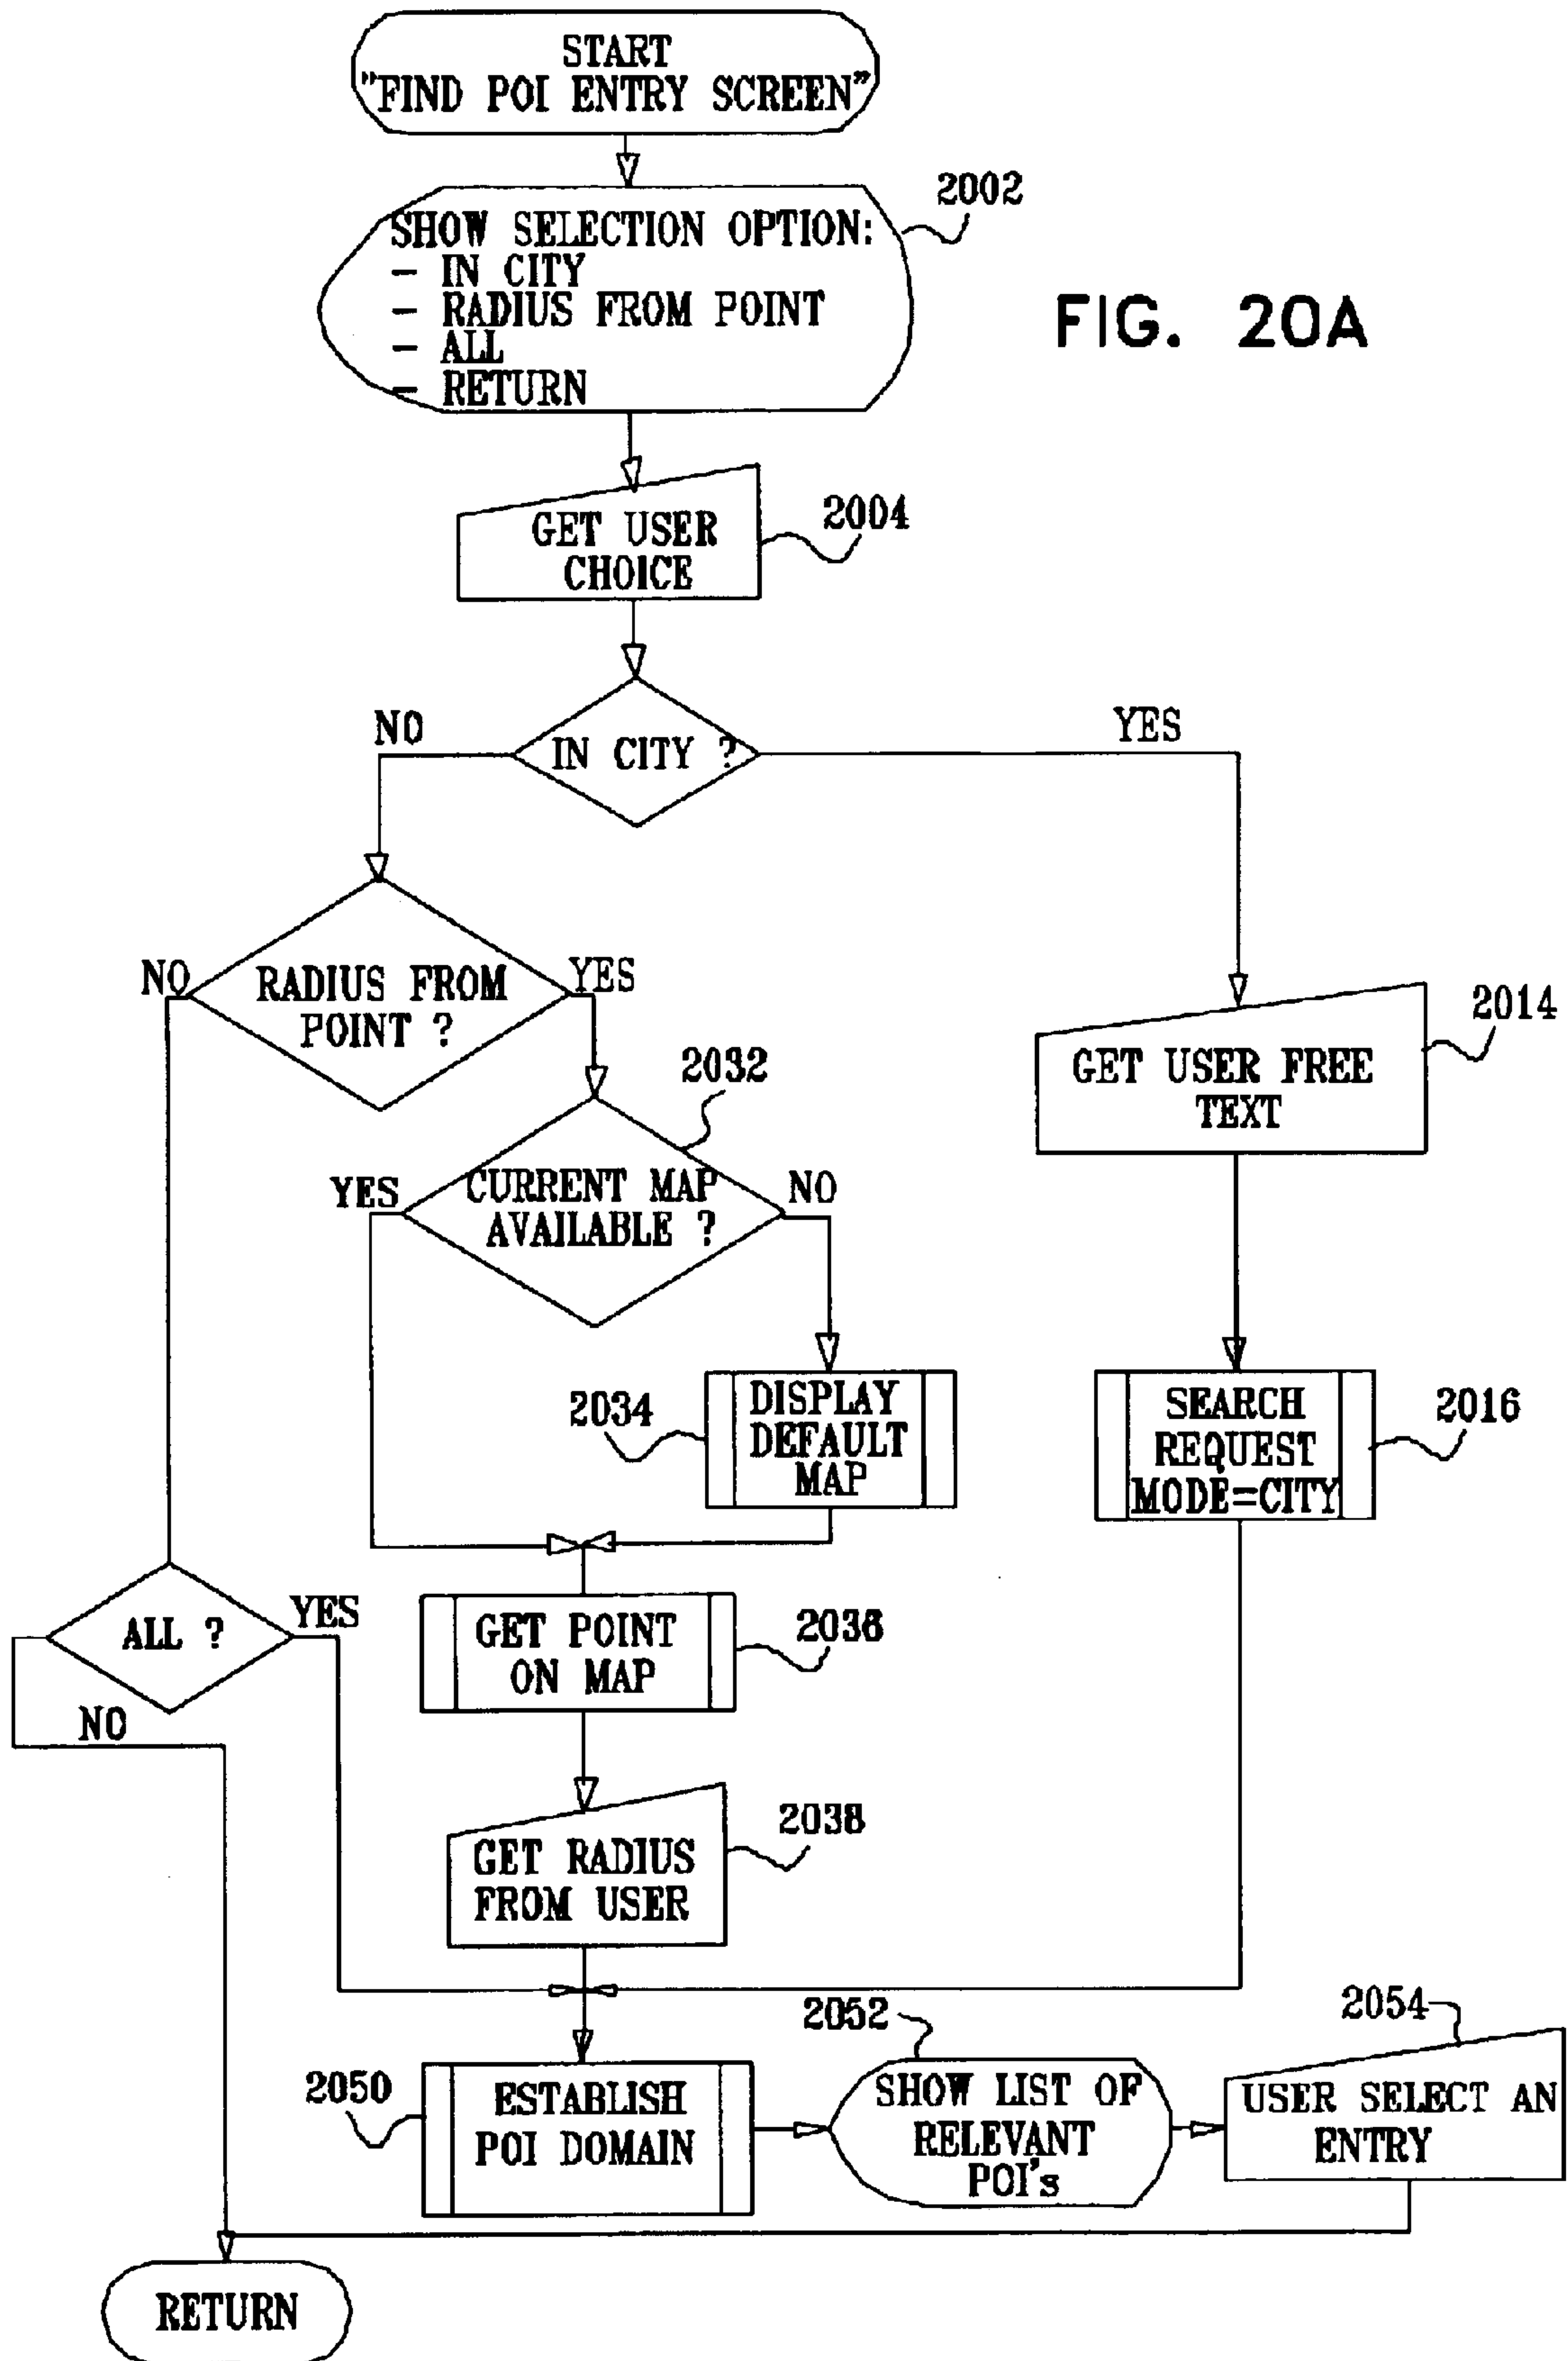 START
"FIND POI ENTRY SCREEN"
2002
SHOW SELECTION OPTION:
- IN CITY
- RADIUS FROM POINT
- ALL
- RETURN
FIG. 20A
2004
GET USER
CHOICE
NO
IN CITY ?
YES
NO
RADIUS FROM
POINT ?
YES
2014
GET USER FREE
TEXT
2032
YES
CURRENT MAP
AVAILABLE ?
NO
2034
DISPLAY
DEFAULT
MAP
SEARCH
REQUEST
MODE=CITY
2016
ALL ?
YES
NO
GET POINT
ON MAP
2036
2038
GET RADIUS
FROM USER
2050
ESTABLISH
POI DOMAIN
2052
SHOW LIST OF
RELEVANT
POI's
2054
USER SELECT AN
ENTRY
RETURN